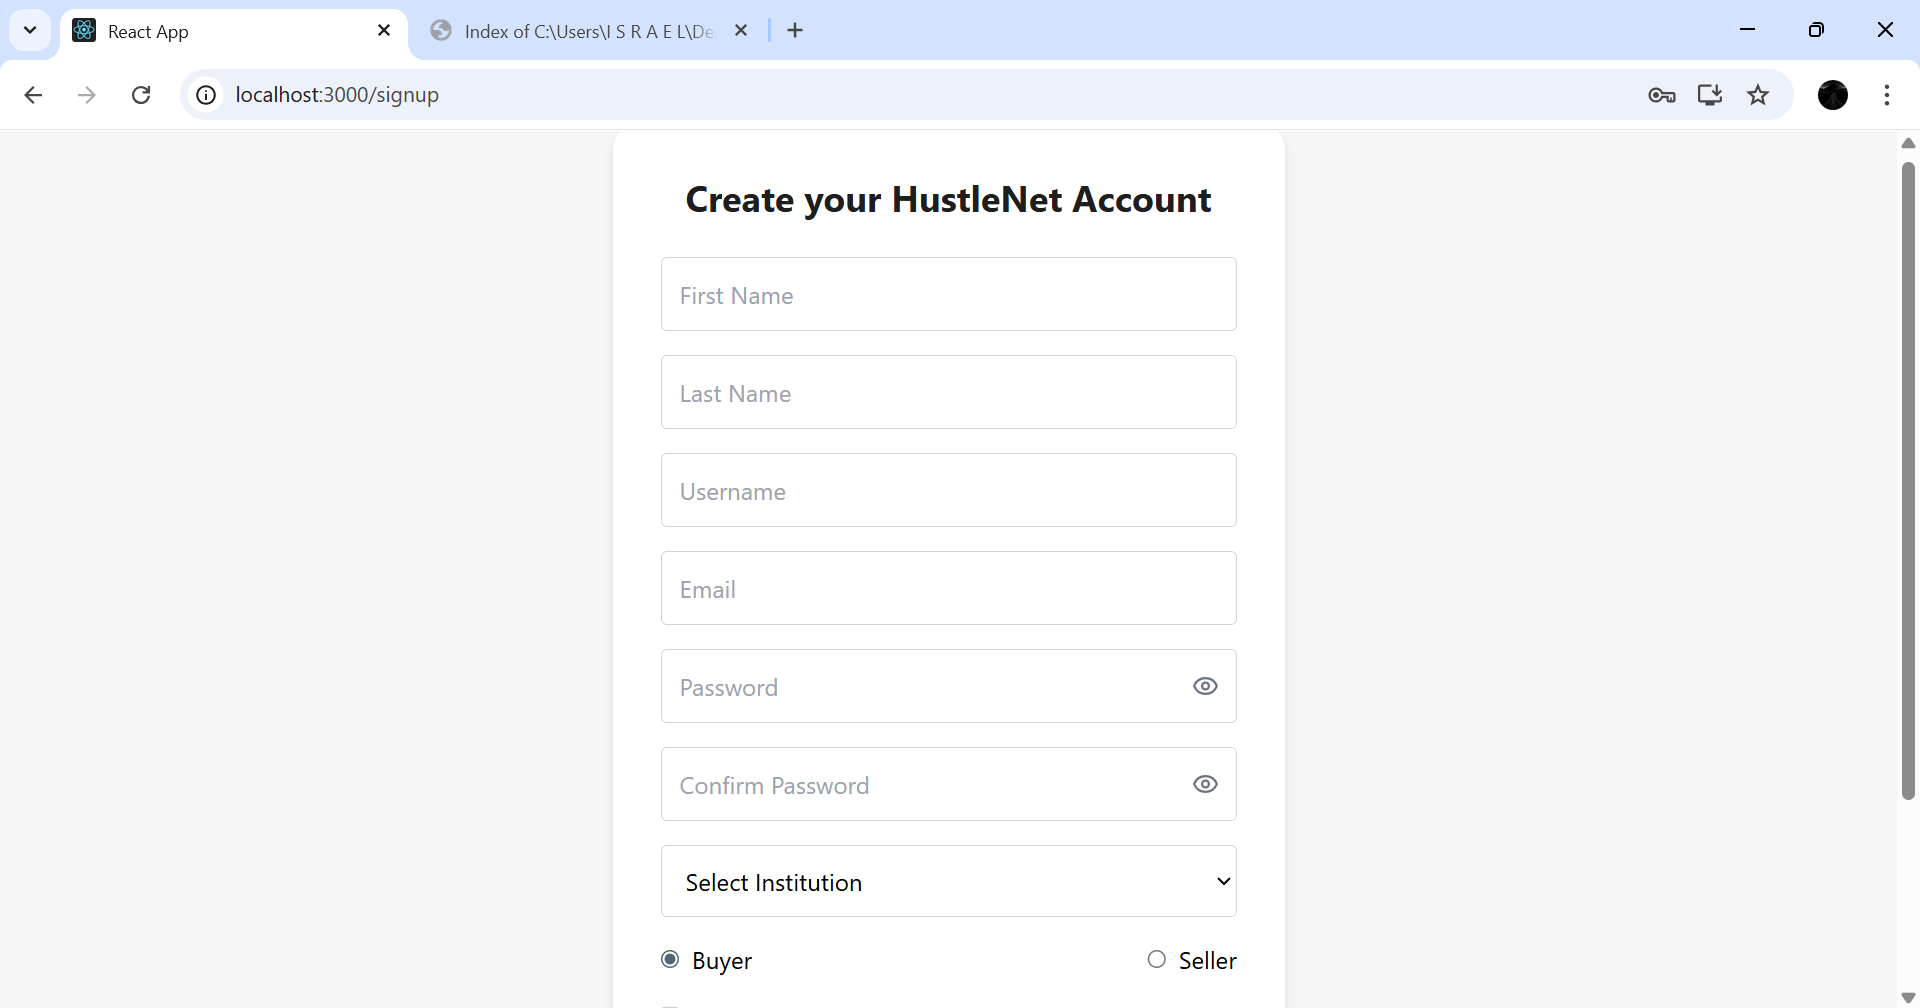 React App
Index of C:\Users\I S R A E L\De
localhost:3000/signup
Create your HustleNet Account
First Name
Last Name
Username
Email
Password
Confirm Password
Select Institution
Buyer
Seller